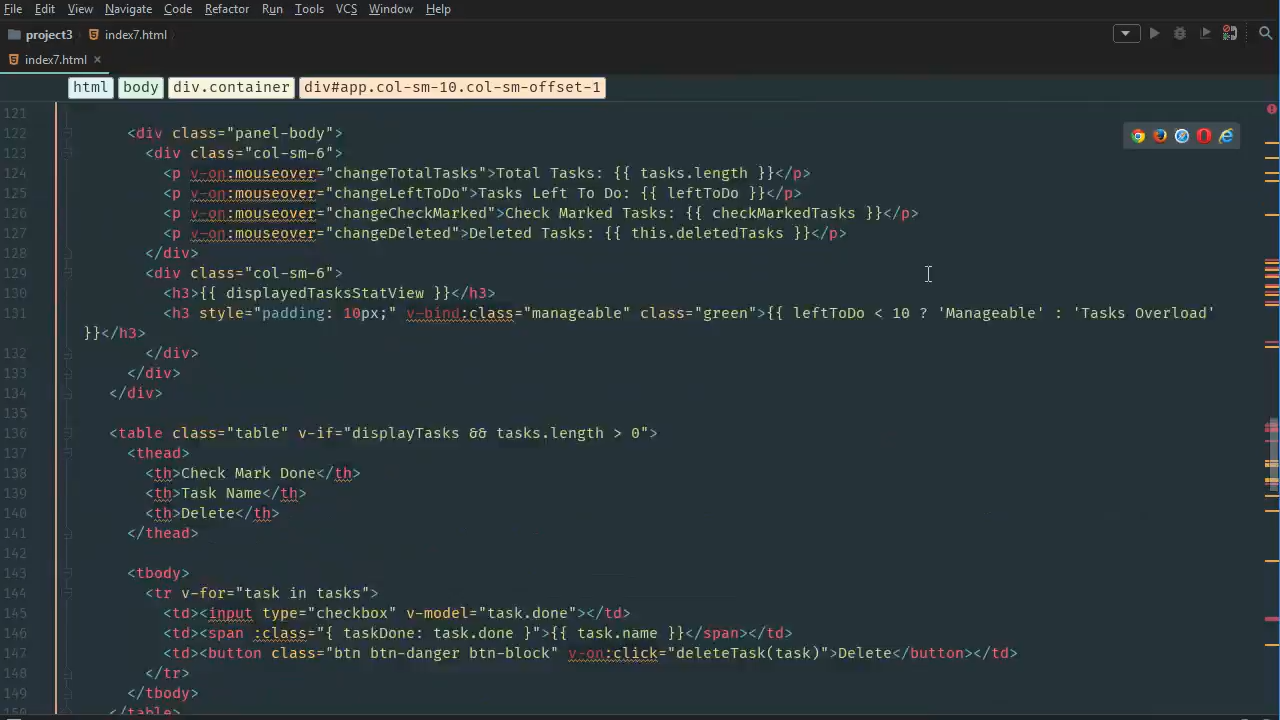 File Edit View Navigate Code Refactor Run Tools VCS Window Help
project3 index7.html
index7.html ×
html body div.container div#app.col-sm-10.col-sm-offset-1
121
122 <div class="panel-body">
123 <div class="col-sm-6">
124 <p v-on:mouseover="changeTotalTasks">Total Tasks: {{ tasks.length }}</p>
125 <p v-on:mouseover="changeLeftToDo">Tasks Left To Do: {{ leftToDo }}</p>
126 <p v-on:mouseover="changeCheckMarked">Check Marked Tasks: {{ checkMarkedTasks }}</p>
127 <p v-on:mouseover="changeDeleted">Deleted Tasks: {{ this.deletedTasks }}</p>
128 </div>
129 <div class="col-sm-6">
130 <h3>{{ displayedTasksStatView }}</h3>
131 <h3 style="padding: 10px;" v-bind:class="manageable" class="green">{{ leftToDo < 10 ? 'Manageable' : 'Tasks Overload'
}}</h3>
132 </div>
133 </div>
134 </div>
135
136 <table class="table" v-if="displayTasks && tasks.length > 0">
137 <thead>
138 <th>Check Mark Done</th>
139 <th>Task Name</th>
140 <th>Delete</th>
141 </thead>
142
143 <tbody>
144 <tr v-for="task in tasks">
145 <td><input type="checkbox" v-model="task.done"></td>
146 <td><span :class="{ taskDone: task.done }">{{ task.name }}</span></td>
147 <td><button class="btn btn-danger btn-block" v-on:click="deleteTask(task)">Delete</button></td>
148 </tr>
149 </tbody>
150 </table>